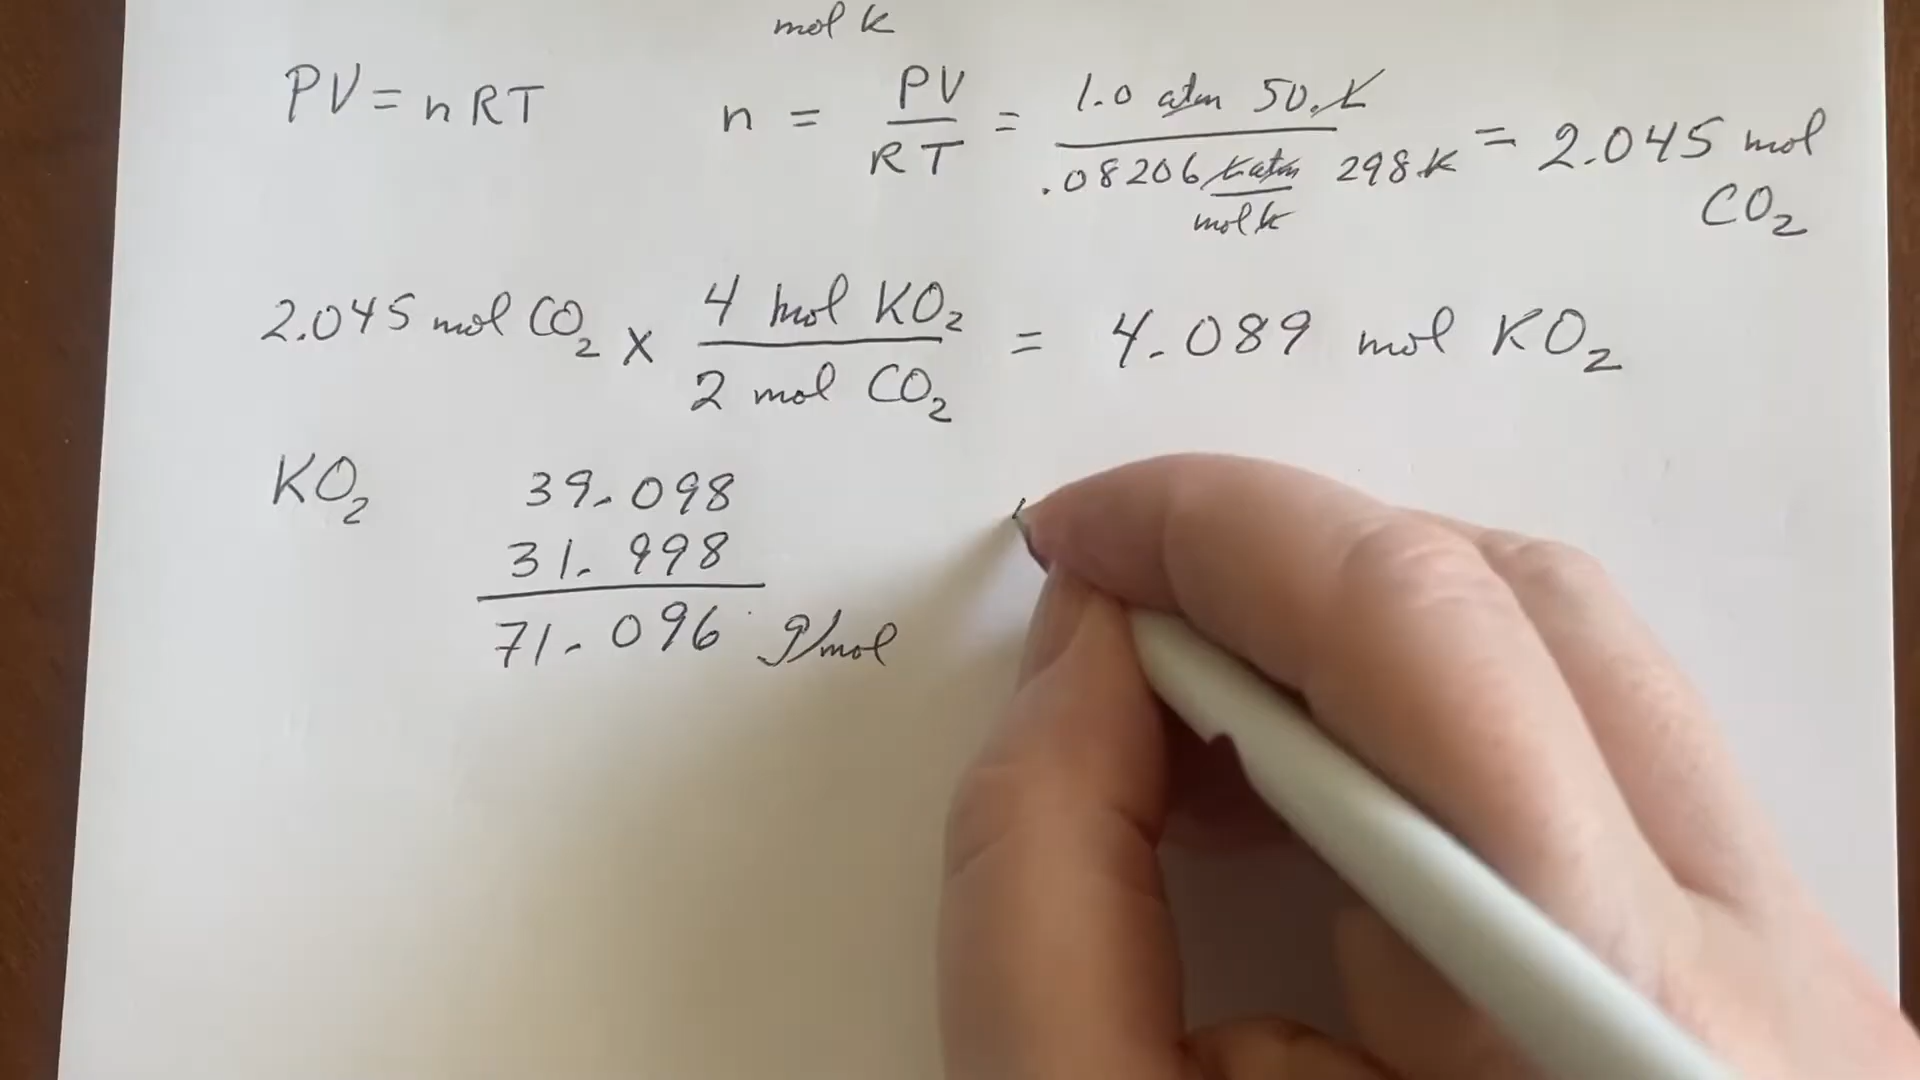 mol k
PV = nRT n = PV / RT = 1.0 atm 50. L / .08206 L atm / mol k 298 K = 2.045 mol
CO₂
2.045 mol CO₂ x 4 mol KO₂ / 2 mol CO₂ = 4.089 mol KO₂
KO₂ 39.098
31.998
71.096 g/mol